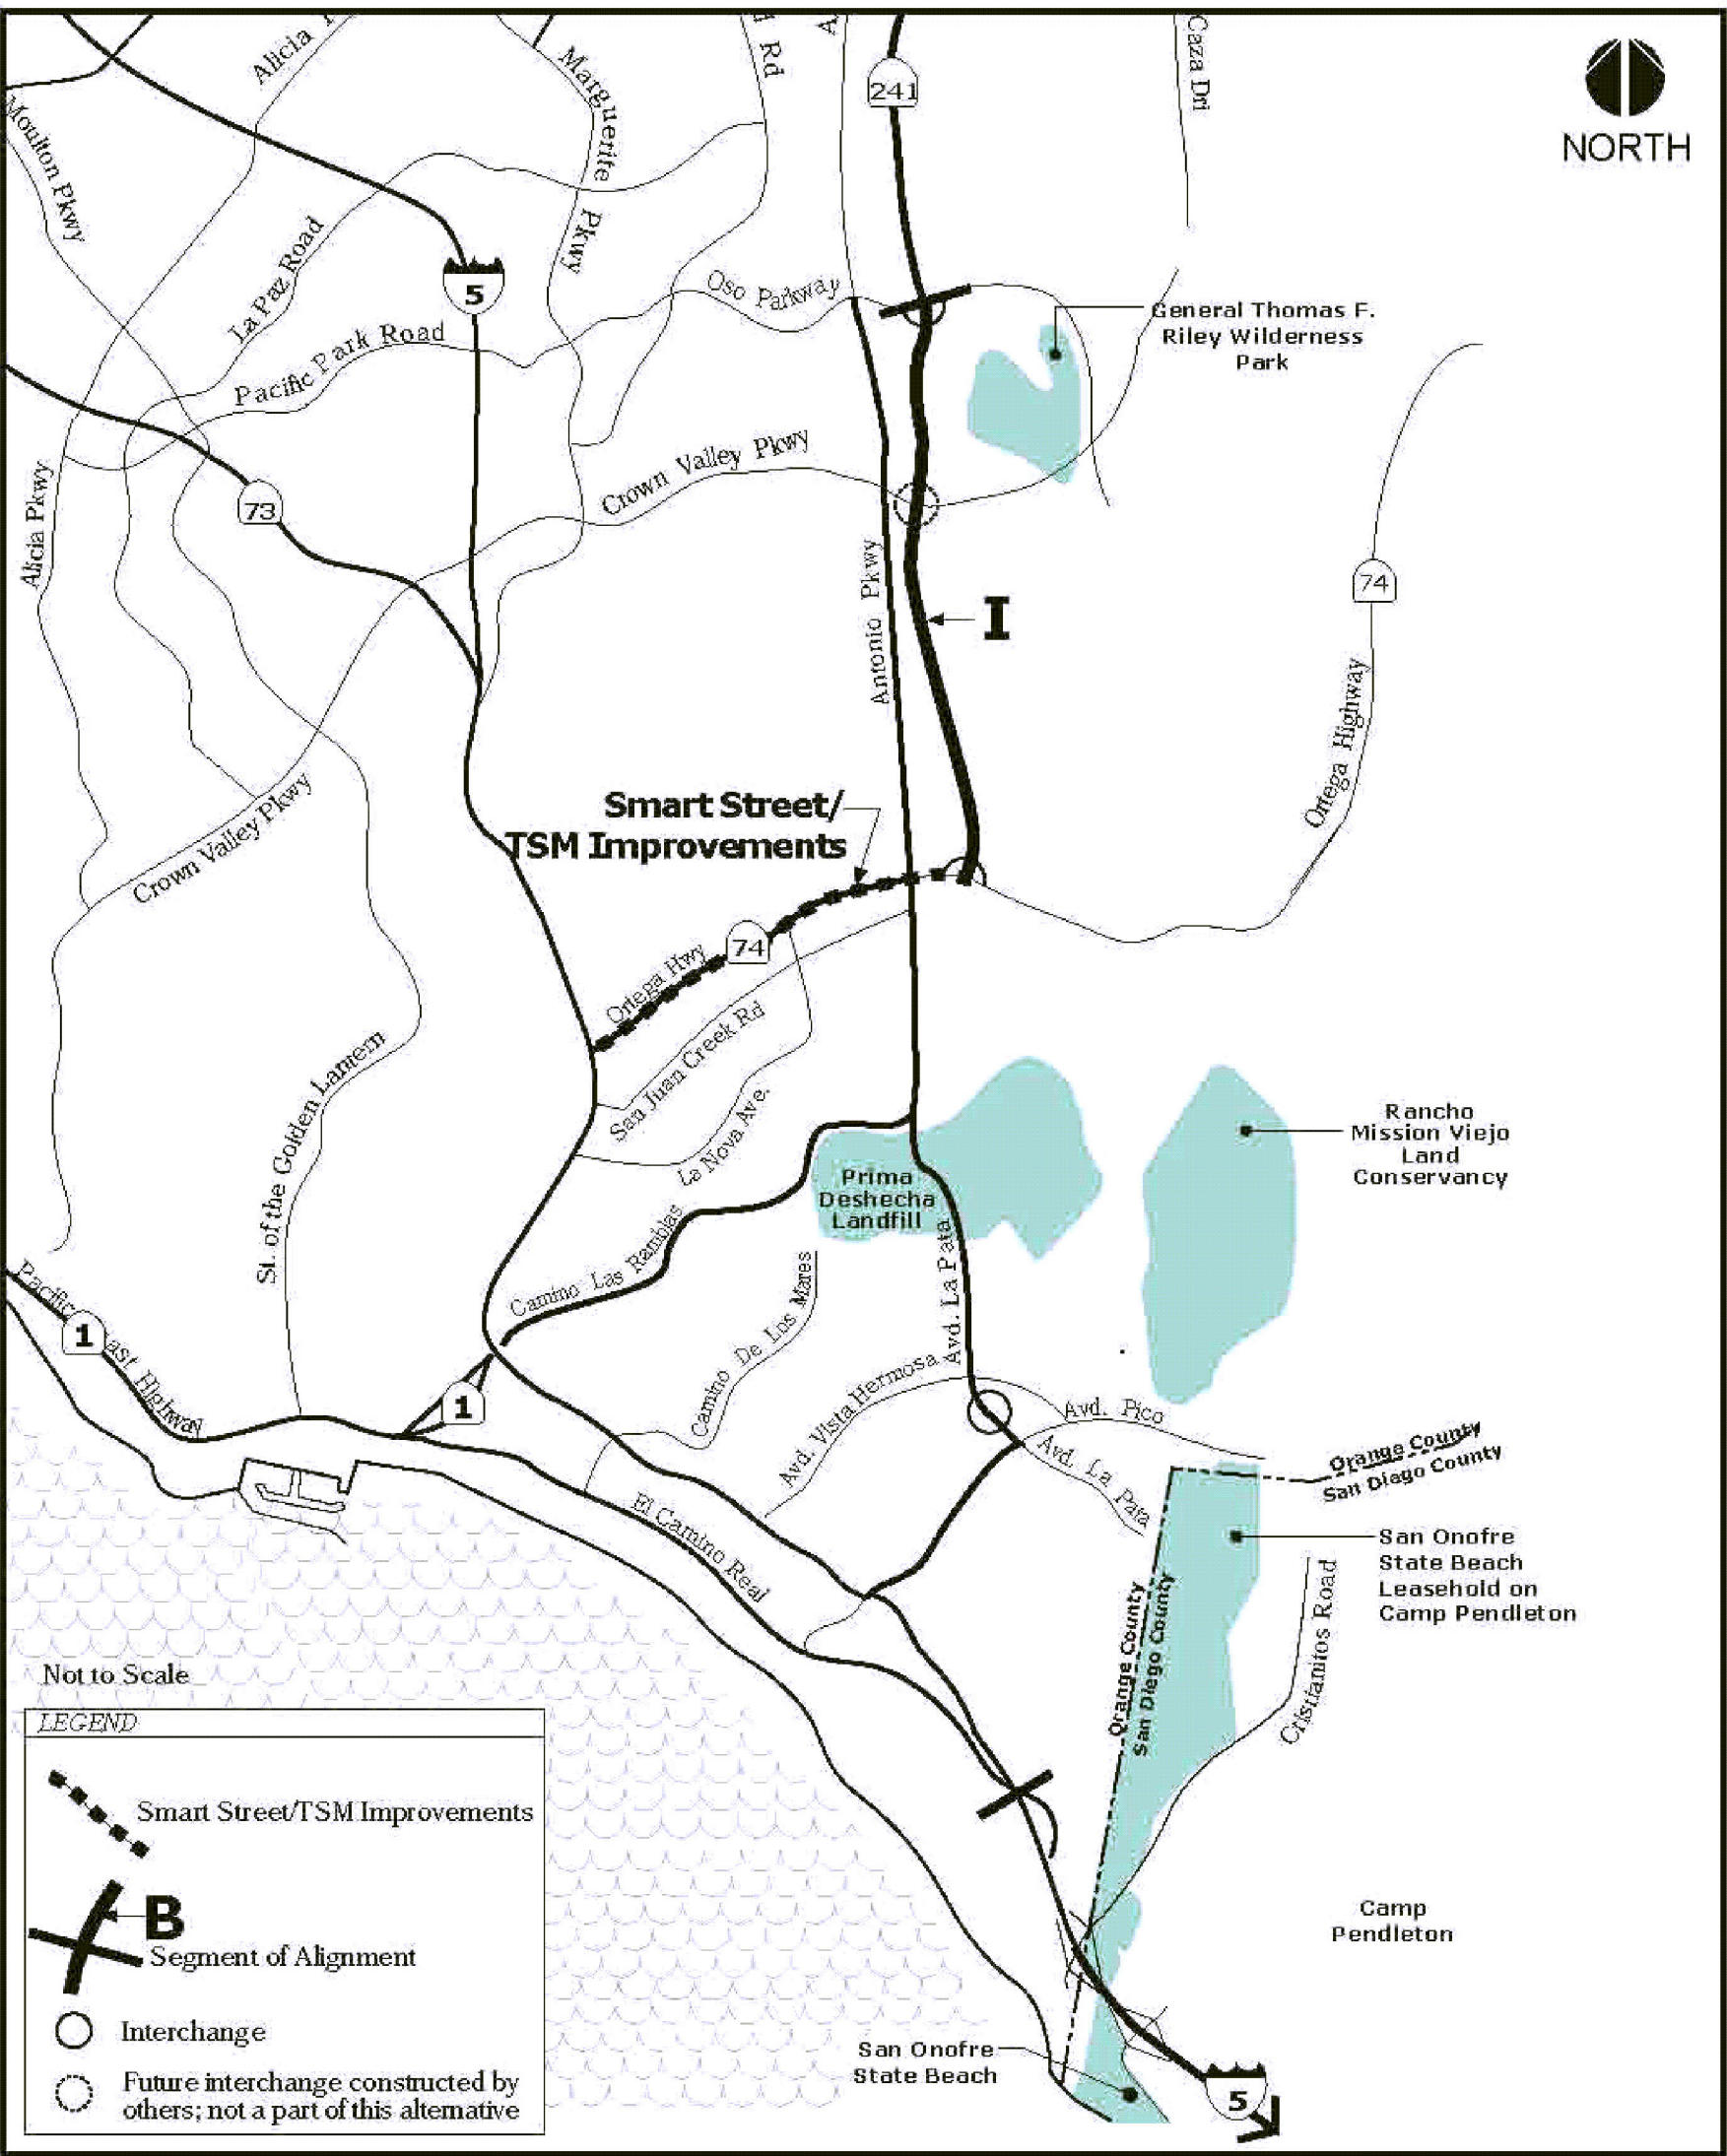 Alicia
Marguerite
Pkwy
Rd
241
Caza Dri
NORTH
Moulton Pkwy
La Paz Road
5
Oso Parkway
General Thomas F.
Riley Wilderness
Park
Pacific Park Road
Crown Valley Pkwy
Alicia Pkwy
73
Antonio Pkwy
I
74
Ortega Highway
Smart Street/
TSM Improvements
Crown Valley Pkwy
74
Ortega Hwy
San Juan Creek Rd
La Nova Ave.
St. of the Golden Lantern
Rancho
Mission Viejo
Land
Conservancy
Prima
Deshecha
Landfill
Camino Las Ramblas
Avd. La Pata
Camino De Los Mares
Pacific
1
ast Highway
1
Avd. Vista Hermosa
Avd. Pico
Avd. La Pata
Orange County
San Diago County
El Camino Real
San Onofre
State Beach
Leasehold on
Camp Pendleton
Orange County
San Diego County
Cristianitos Road
Not to Scale
LEGEND
Smart Street/TSM Improvements
B
Segment of Alignment
Interchange
Future interchange constructed by
others; not a part of this alternative
Camp
Pendleton
San Onofre
State Beach
5